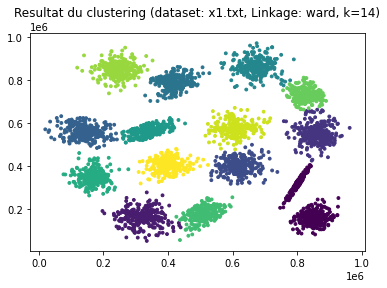 Resultat du clustering (dataset: x1.txt, Linkage: ward, k=14)
1e6
1.0
0.8
0.6
0.4
0.2
0.0 0.2 0.4 0.6 0.8 1.0
1e6